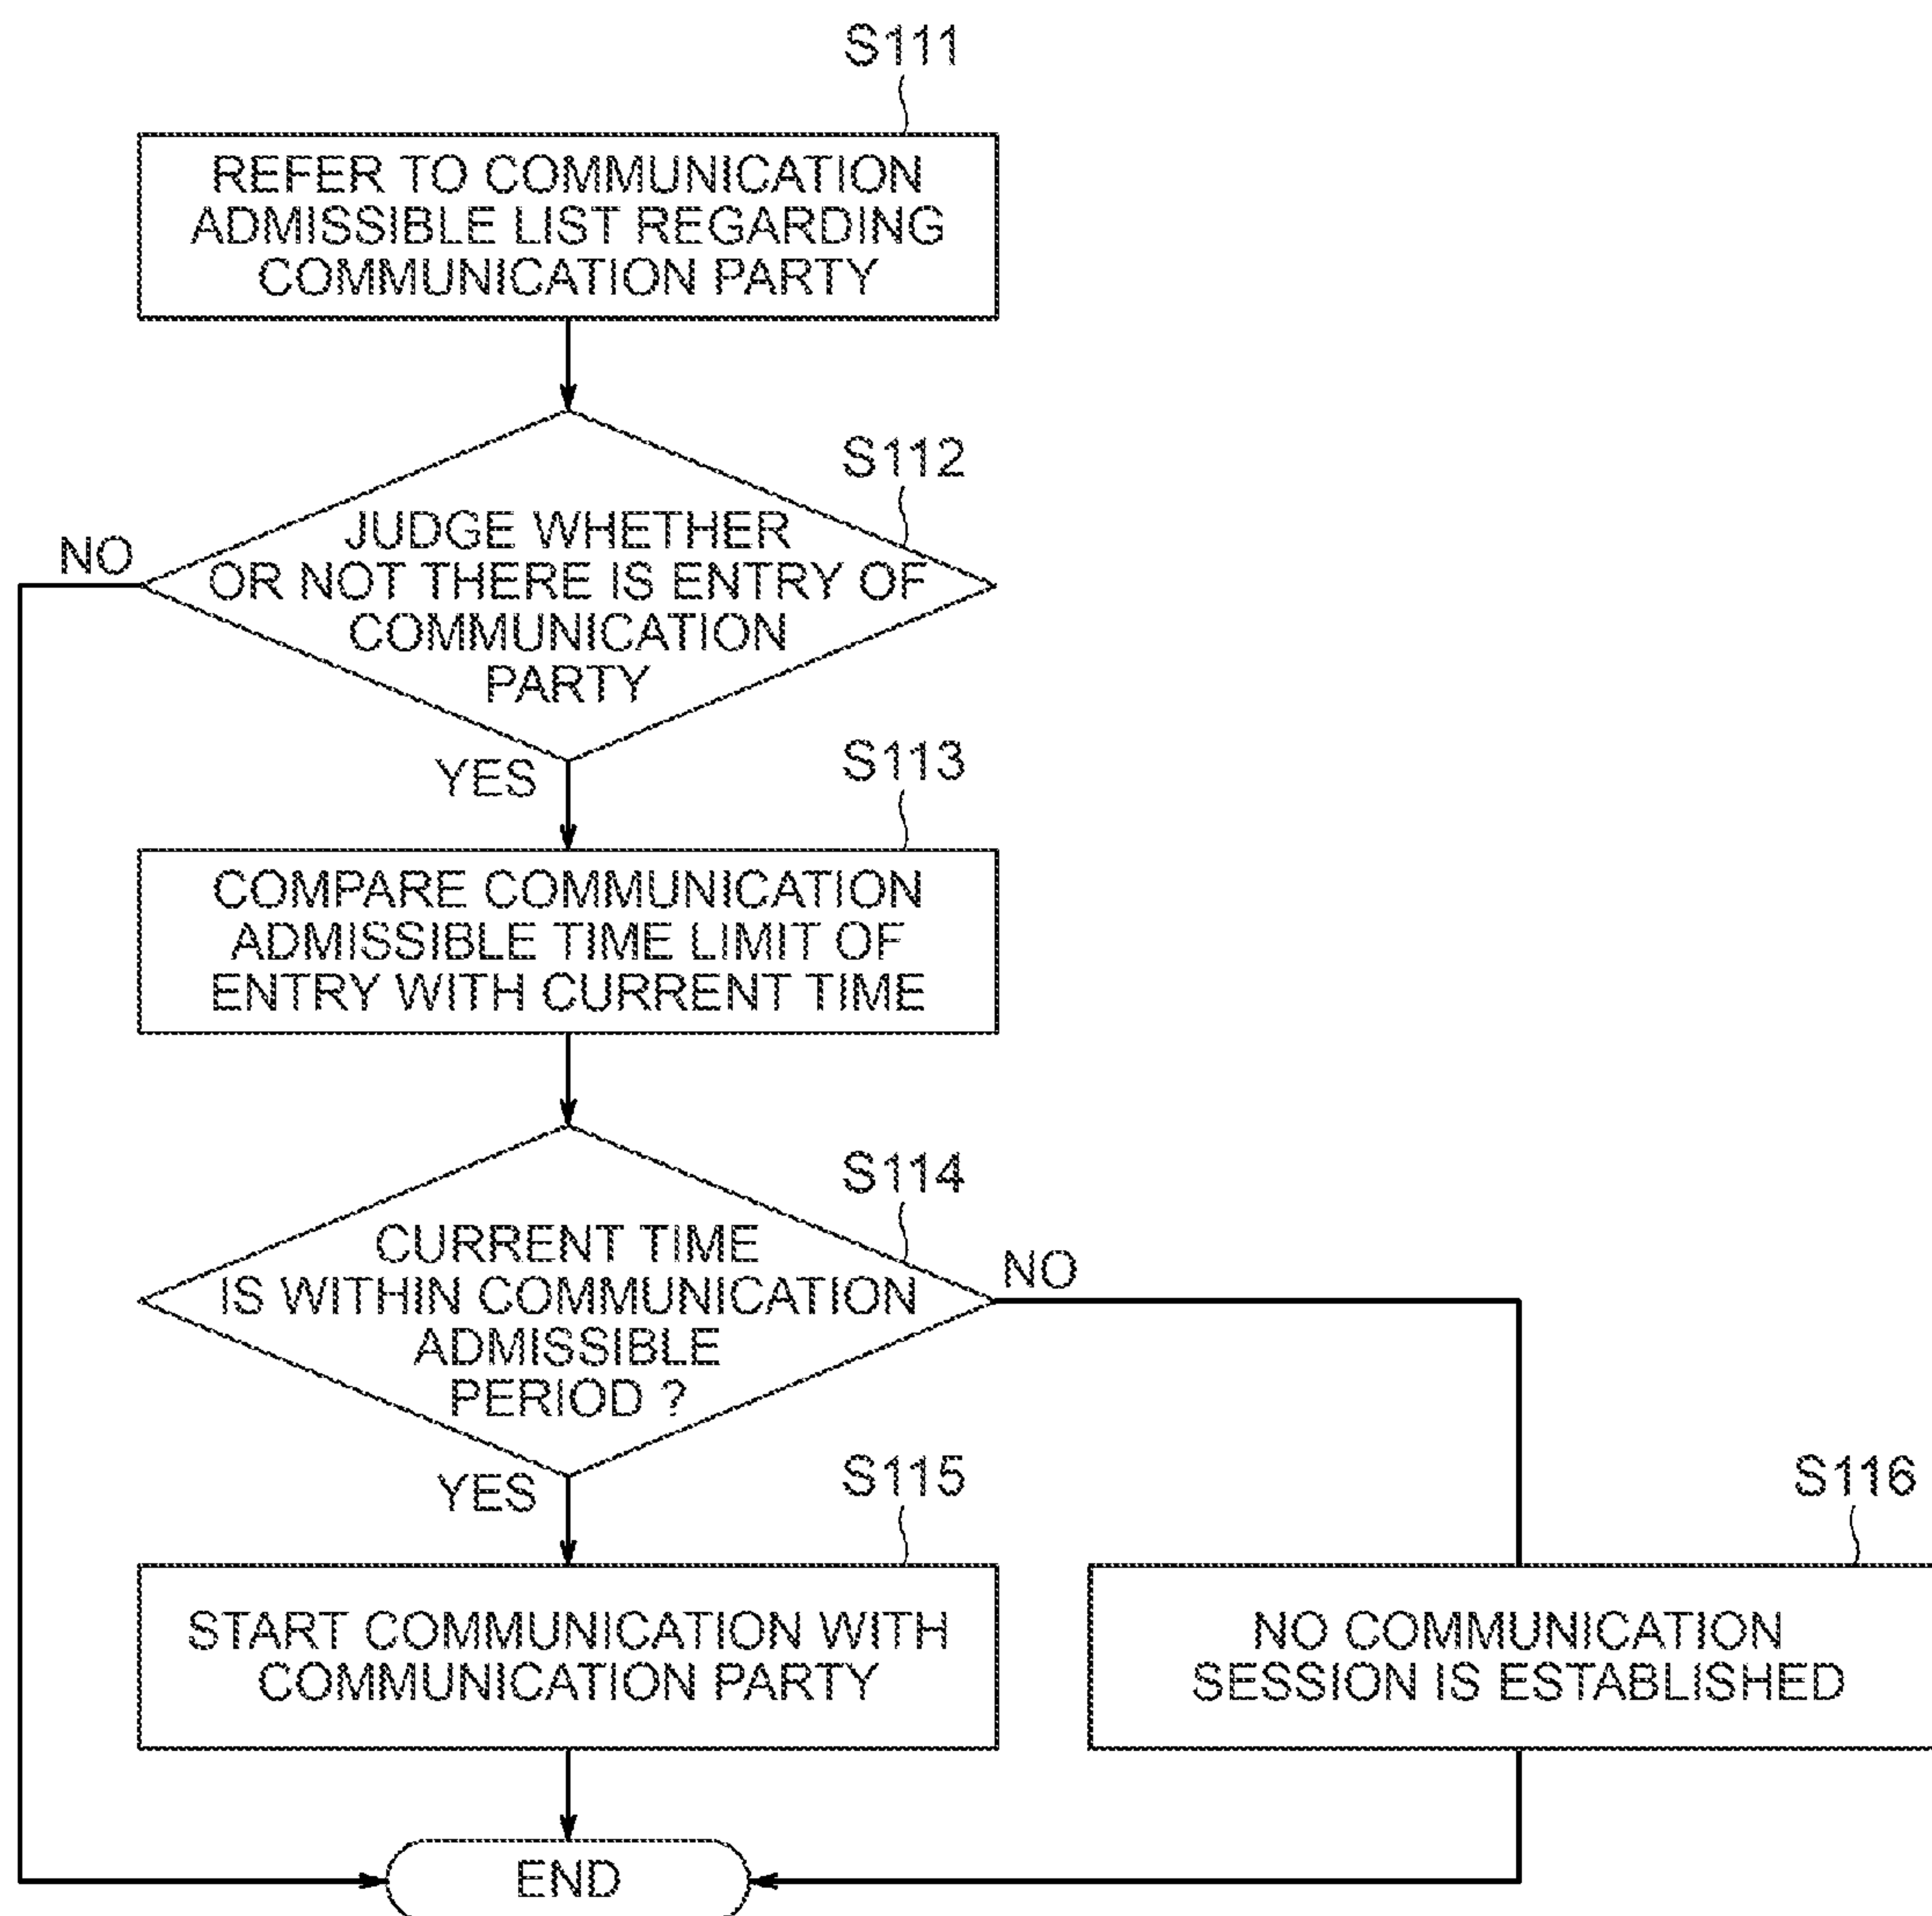 S111
REFER TO COMMUNICATION
ADMISSIBLE LIST REGARDING
COMMUNICATION PARTY
S112
JUDGE WHETHER
OR NOT THERE IS ENTRY OF
COMMUNICATION
PARTY
NO
YES
S113
COMPARE COMMUNICATION
ADMISSIBLE TIME LIMIT OF
ENTRY WITH CURRENT TIME
S114
CURRENT TIME
IS WITHIN COMMUNICATION
ADMISSIBLE
PERIOD ?
NO
YES
S115
START COMMUNICATION WITH
COMMUNICATION PARTY
S116
NO COMMUNICATION
SESSION IS ESTABLISHED
END